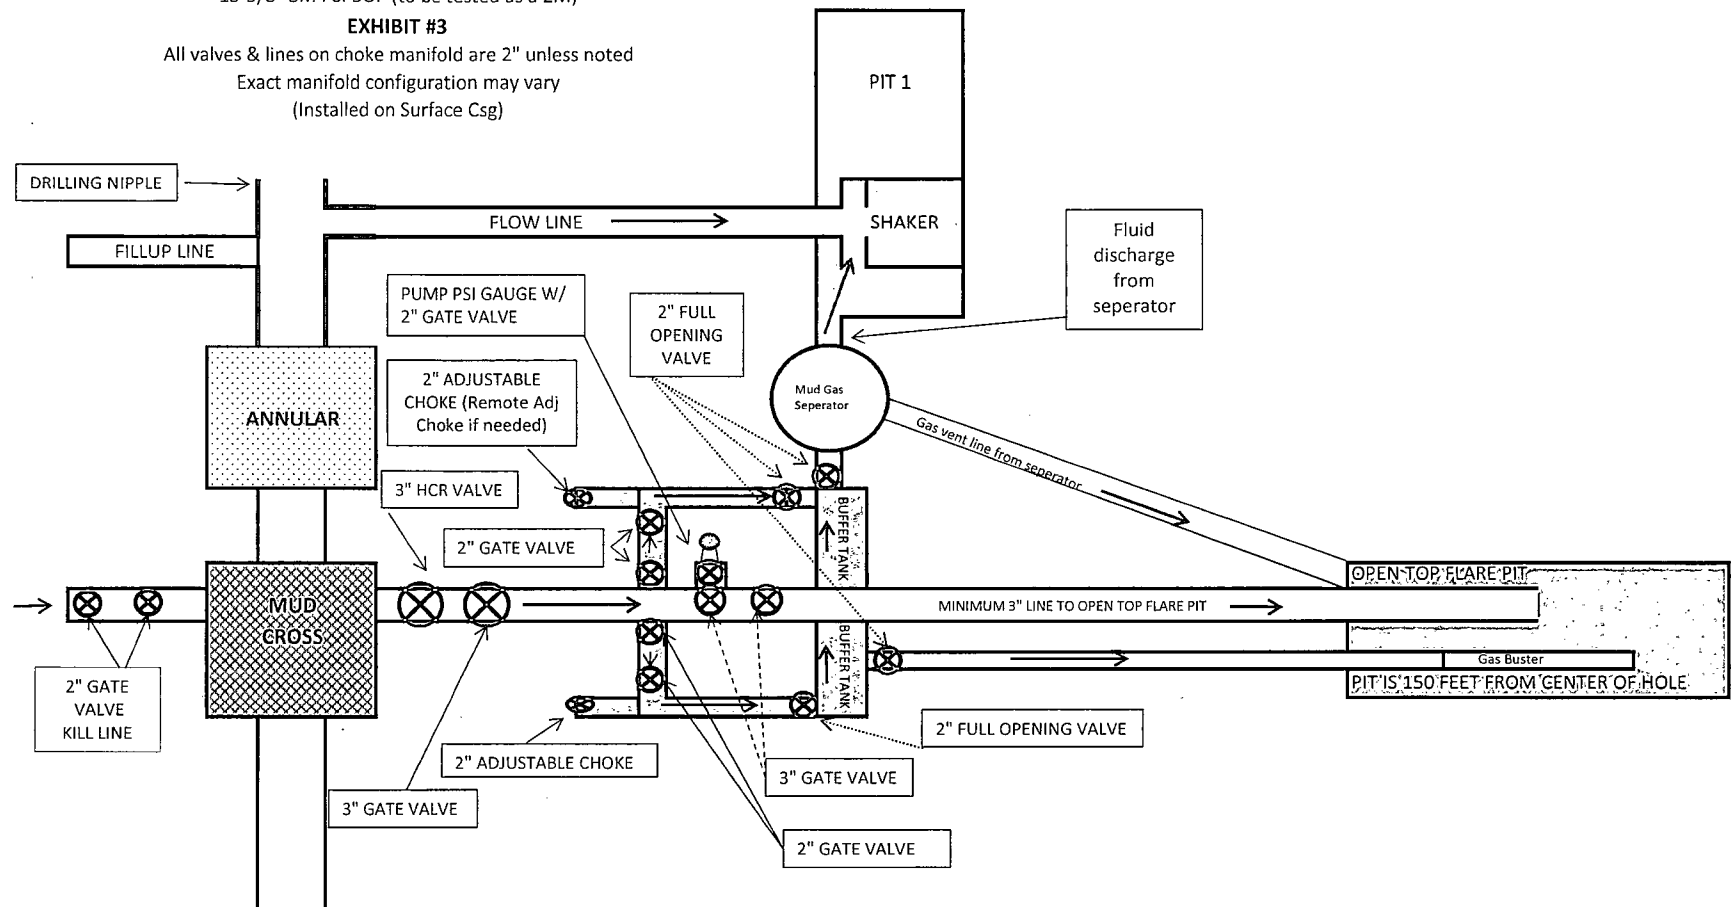 EXHIBIT #3
All valves & lines on choke manifold are 2" unless noted
Exact manifold configuration may vary
(Installed on Surface Csg)
PIT 1
DRILLING NIPPLE
FLOW LINE
SHAKER
FILLUP LINE
Fluid
discharge
from
seperator
PUMP PSI GAUGE W/
2" GATE VALVE
2" FULL
OPENING
VALVE
2" ADJUSTABLE
CHOKE (Remote Adj
Choke if needed)
Mud Gas
Seperator
ANNULAR
Gas vent line from seperator
3" HCR VALVE
2" GATE VALVE
BUFFER TANK
OPEN TOP FLARE PIT
MUD
CROSS
MINIMUM 3" LINE TO OPEN TOP FLARE PIT
BUFFER TANK
Gas Buster
PIT IS 150 FEET FROM CENTER OF HOLE
2" GATE
VALVE
KILL LINE
2" FULL OPENING VALVE
2" ADJUSTABLE CHOKE
3" GATE VALVE
3" GATE VALVE
2" GATE VALVE